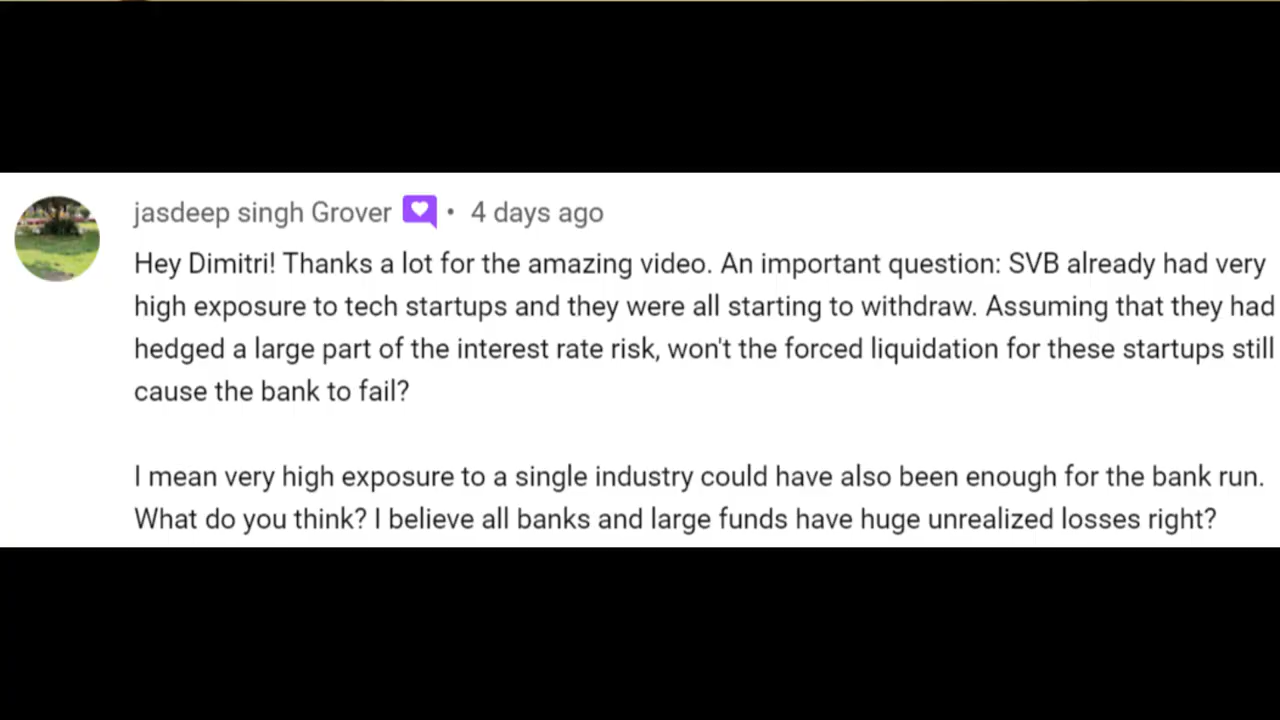 jasdeep singh Grover • 4 days ago
Hey Dimitri! Thanks a lot for the amazing video. An important question: SVB already had very
high exposure to tech startups and they were all starting to withdraw. Assuming that they had
hedged a large part of the interest rate risk, won't the forced liquidation for these startups still
cause the bank to fail?
I mean very high exposure to a single industry could have also been enough for the bank run.
What do you think? I believe all banks and large funds have huge unrealized losses right?